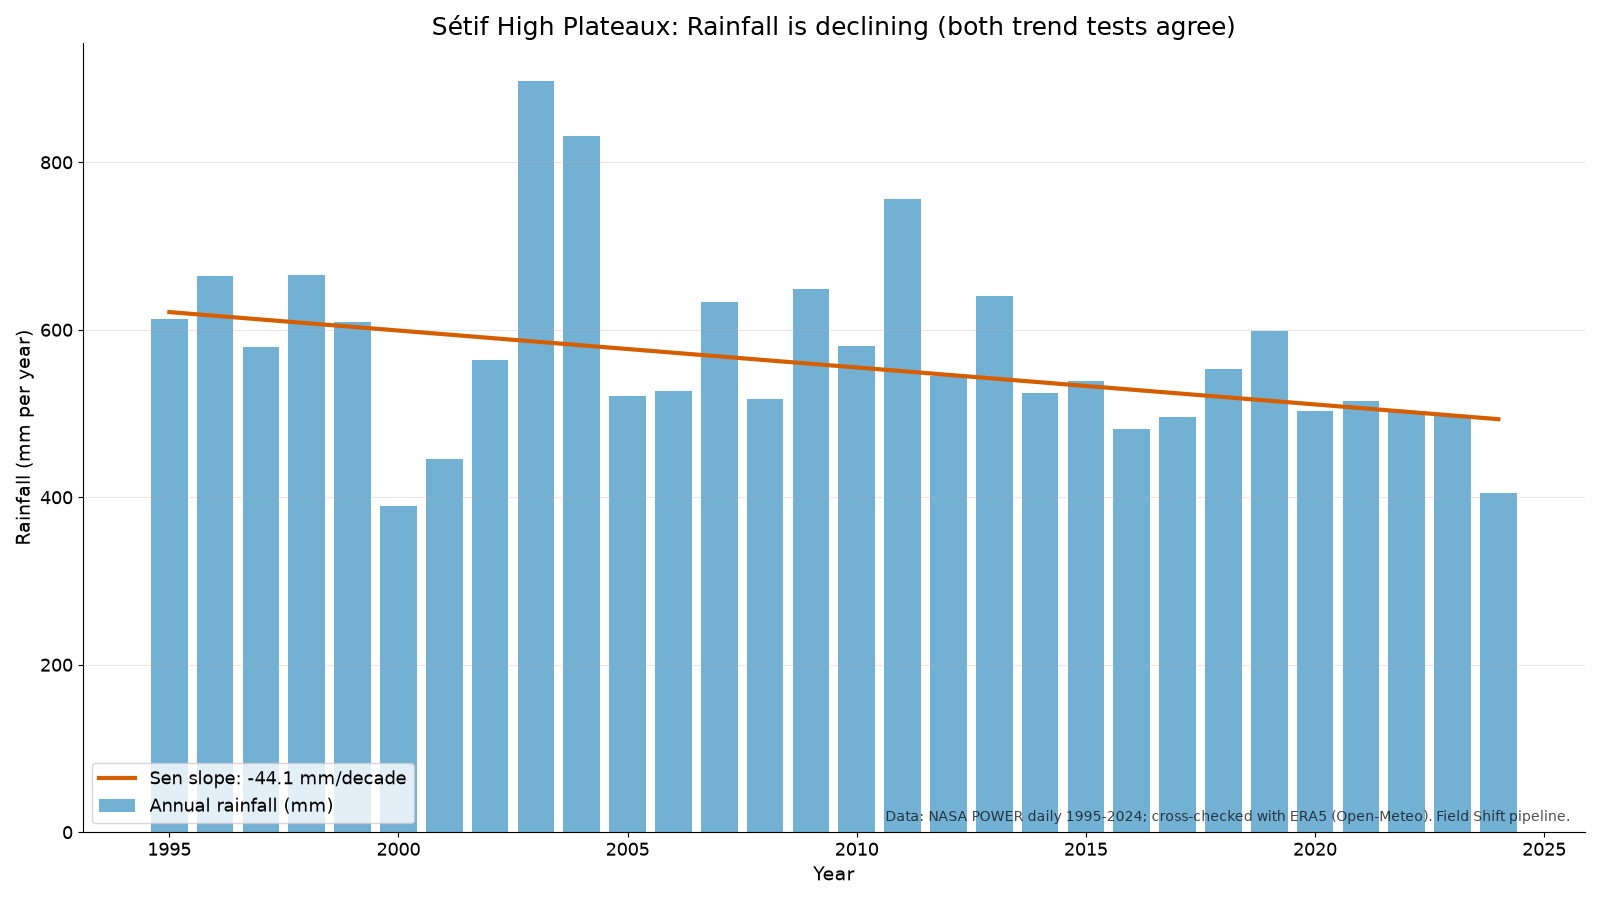 Sétif High Plateaux: Rainfall is declining (both trend tests agree)
Rainfall (mm per year)
800
600
400
200
0
Sen slope: -44.1 mm/decade
Annual rainfall (mm)
Data: NASA POWER daily 1995-2024; cross-checked with ERA5 (Open-Meteo). Field Shift pipeline.
1995 2000 2005 2010 2015 2020 2025
Year